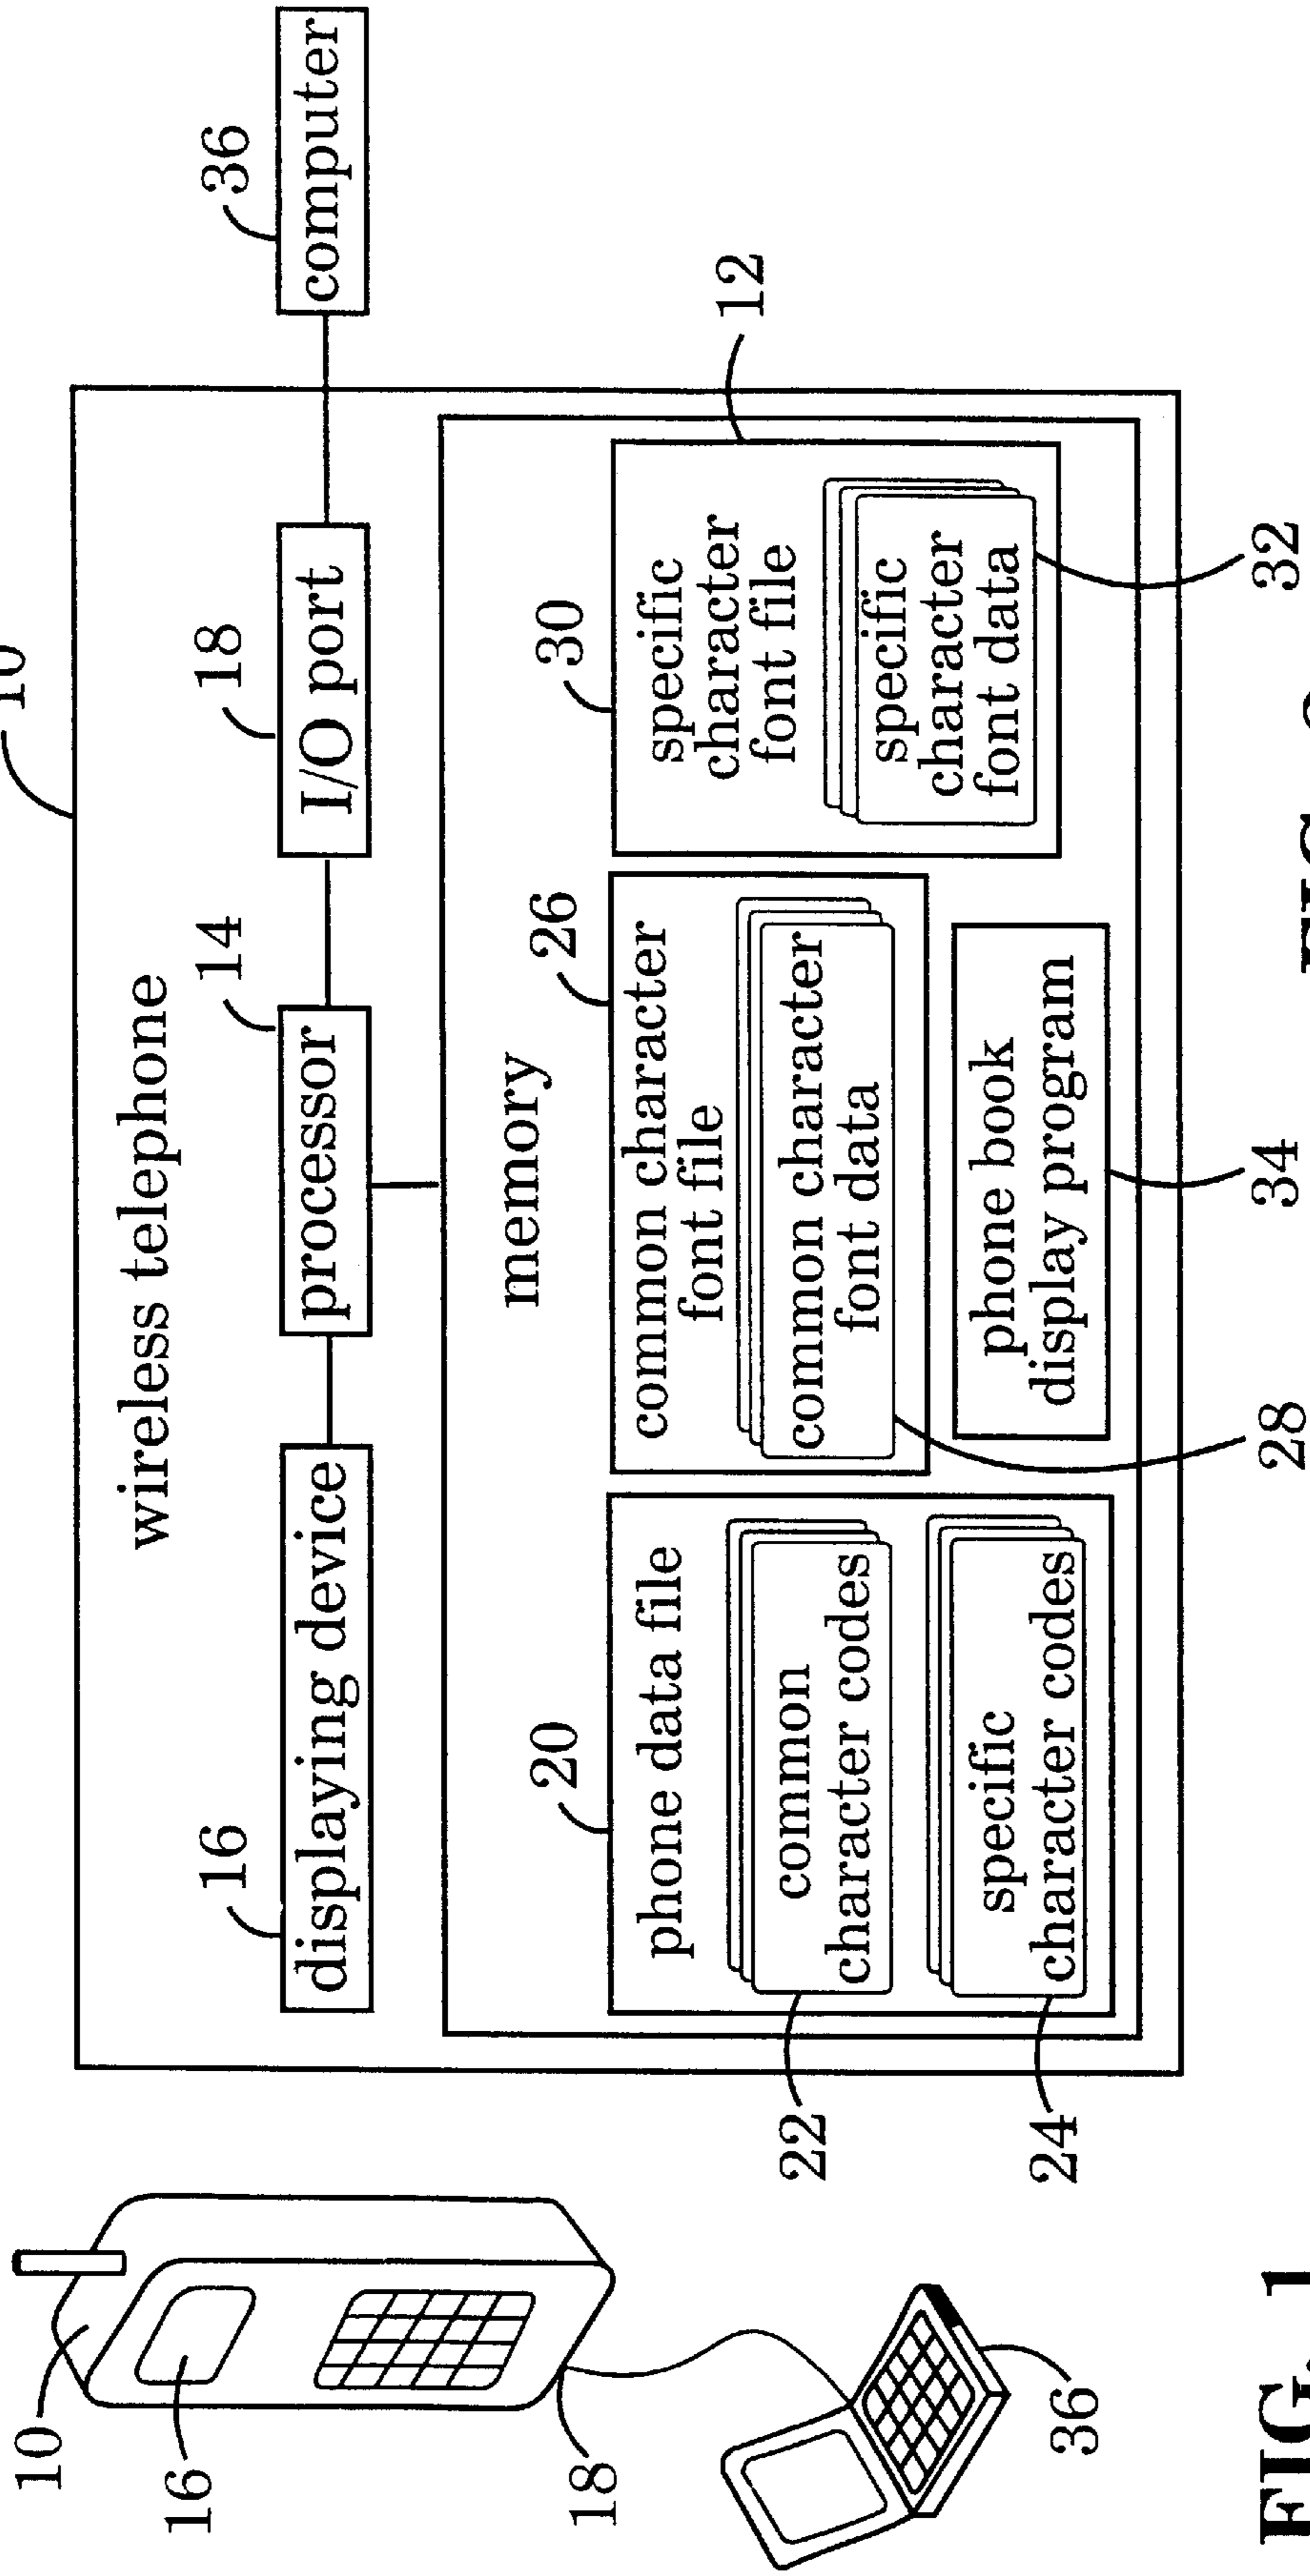 10
16
18
36
FIG. 1
10
wireless telephone
16
displaying device
14
processor
18
I/O port
36
computer
memory
20
phone data file
common
character codes
22
specific
character codes
24
26
common character
font file
common character
font data
28
phone book
display program
34
30
specific
character
font file
specific
character
font data
32
12
FIG.